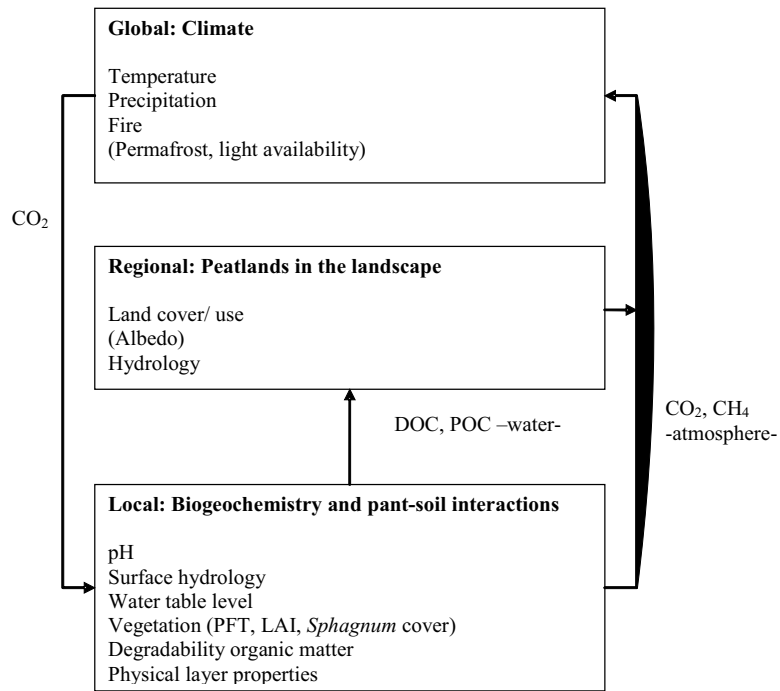 Global: Climate
Temperature
Precipitation
Fire
(Permafrost, light availability)
CO₂
Regional: Peatlands in the landscape
Land cover/ use
(Albedo)
Hydrology
DOC, POC –water-
CO₂, CH₄
-atmosphere-
Local: Biogeochemistry and pant-soil interactions
pH
Surface hydrology
Water table level
Vegetation (PFT, LAI, Sphagnum cover)
Degradability organic matter
Physical layer properties